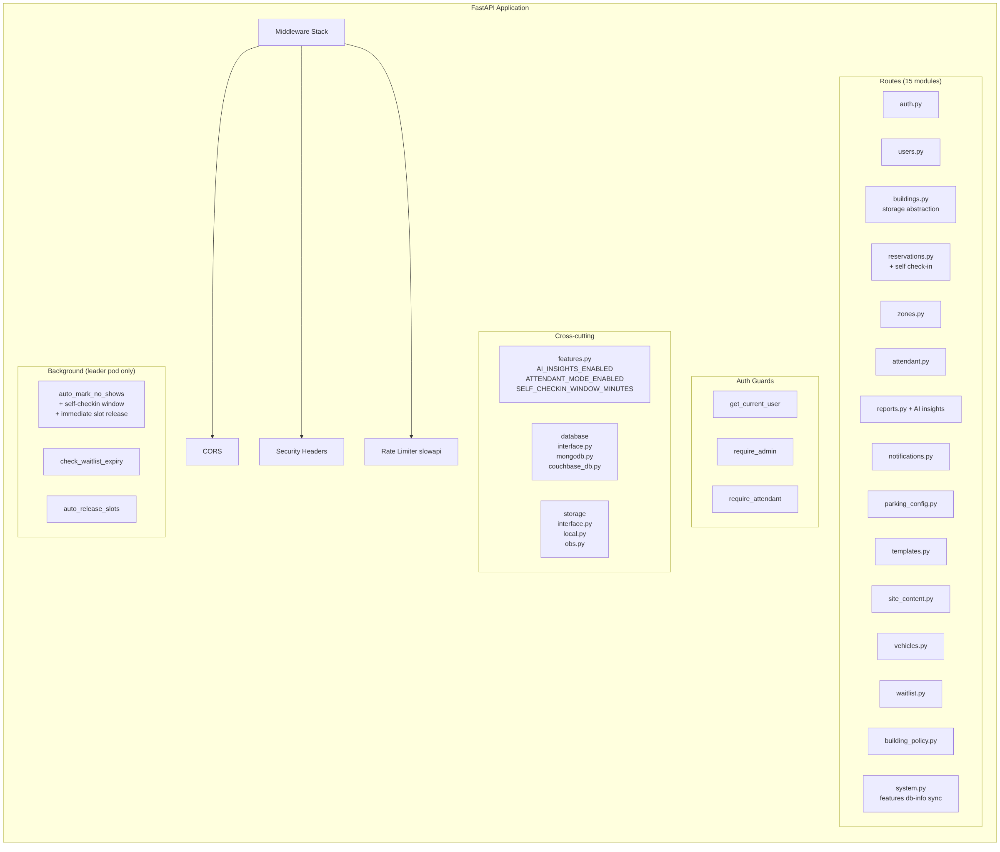 FastAPI Application
Middleware Stack
CORS
Security Headers
Rate Limiter slowapi
Background (leader pod only)
auto_mark_no_shows
+ self-checkin window
+ immediate slot release
check_waitlist_expiry
auto_release_slots
Cross-cutting
features.py
AI_INSIGHTS_ENABLED
ATTENDANT_MODE_ENABLED
SELF_CHECKIN_WINDOW_MINUTES
database
interface.py
mongodb.py
couchbase_db.py
storage
interface.py
local.py
obs.py
Auth Guards
get_current_user
require_admin
require_attendant
Routes (15 modules)
auth.py
users.py
buildings.py
storage abstraction
reservations.py
+ self check-in
zones.py
attendant.py
reports.py + AI insights
notifications.py
parking_config.py
templates.py
site_content.py
vehicles.py
waitlist.py
building_policy.py
system.py
features db-info sync